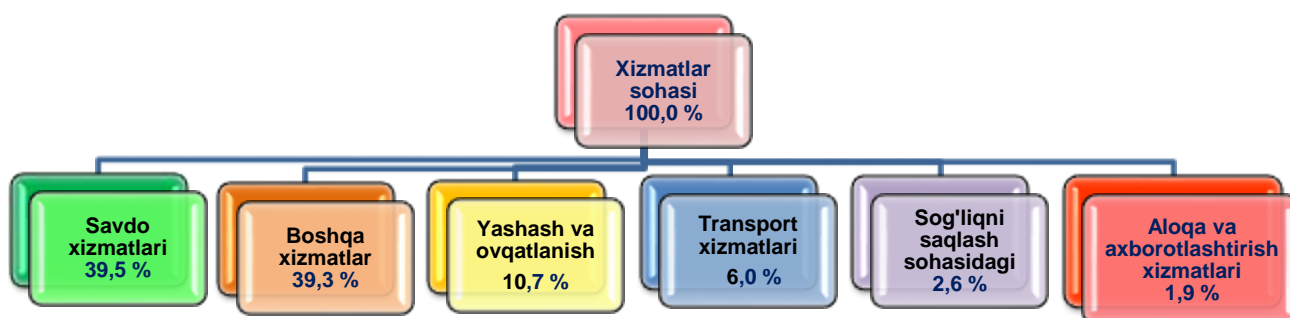 Xizmatlar
sohasi
100,0 %
Savdo
xizmatlari
39,5 %
Boshqa
xizmatlar
39,3 %
Yashash va
ovqatlanish
10,7 %
Transport
xizmatlari
6,0 %
Sog'liqni
saqlash
sohasidagi
2,6 %
Aloqa va
axborotlashtirish
xizmatlari
1,9 %